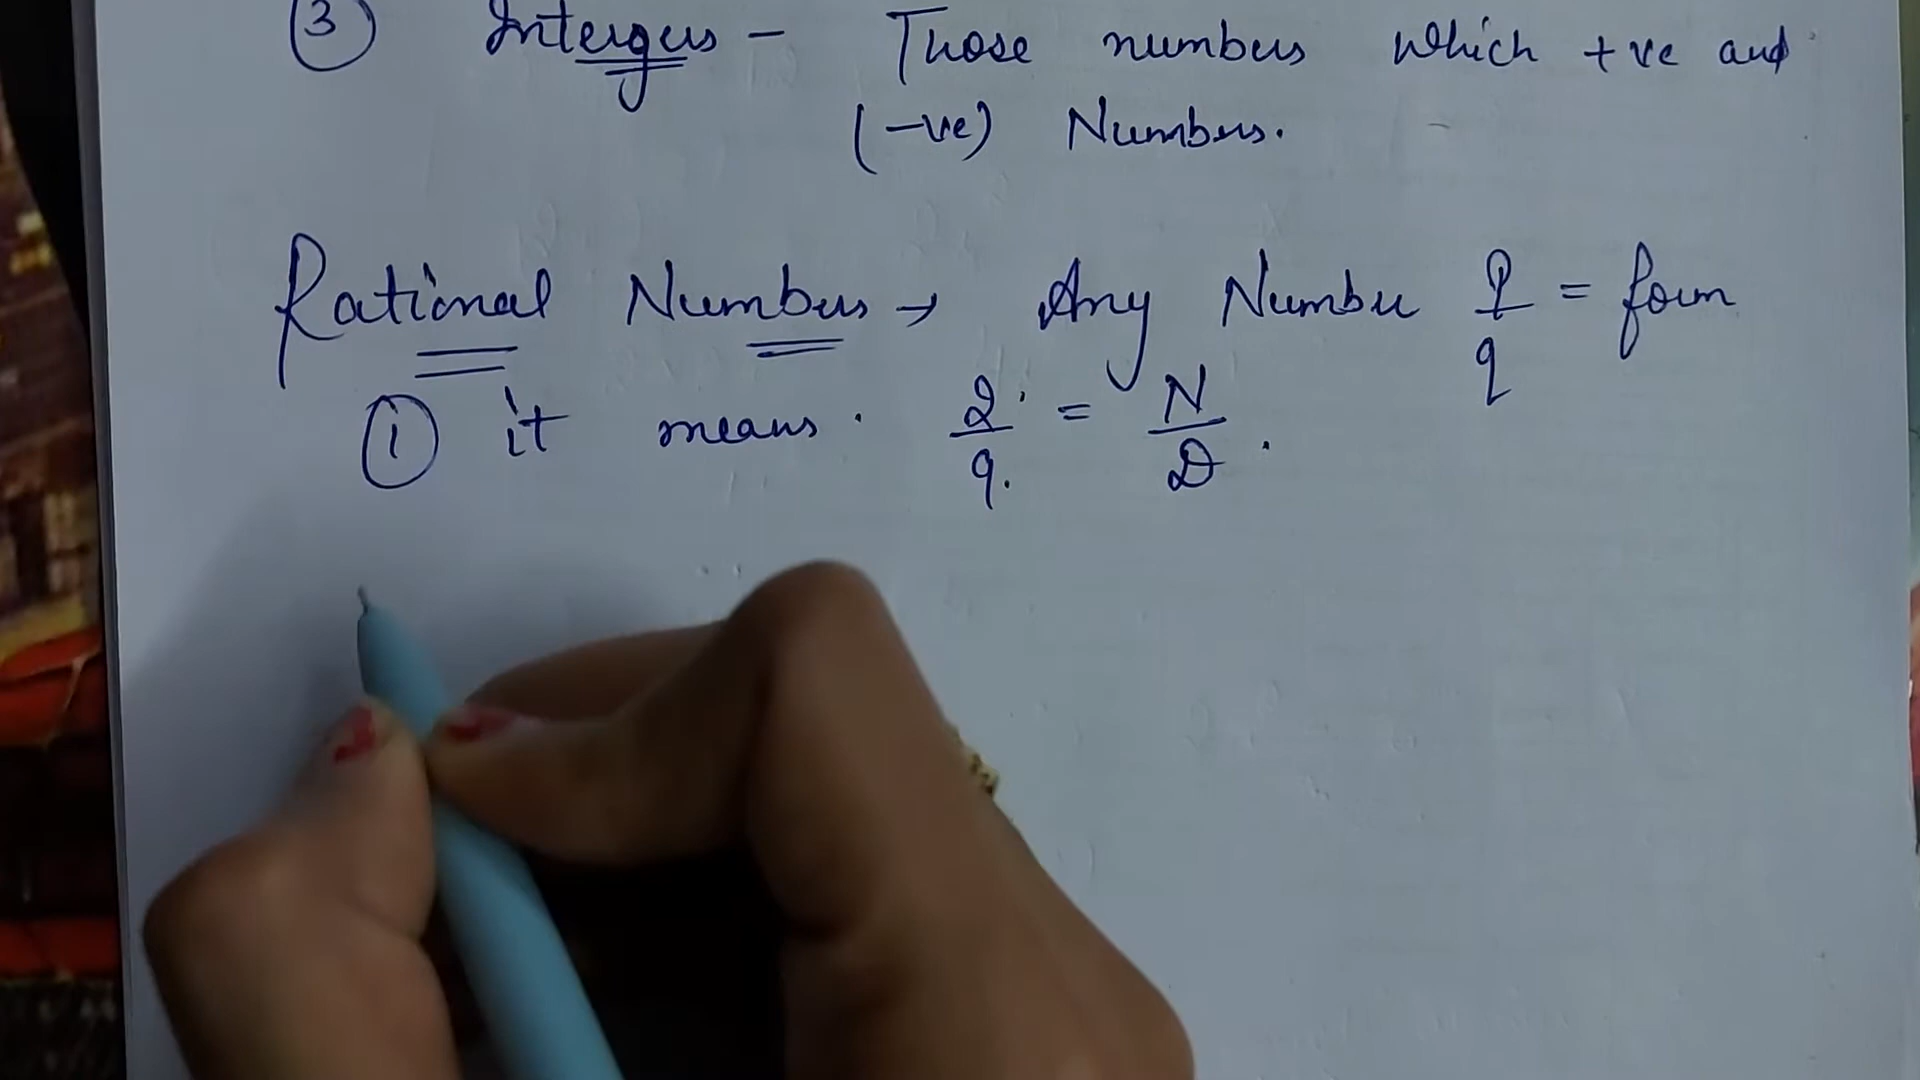 ③ Intergers - Those numbers which +ve and
(-ve) Numbers.
Rational Numbers → Any Number P/q = form
① it means. P/q. = N/D.